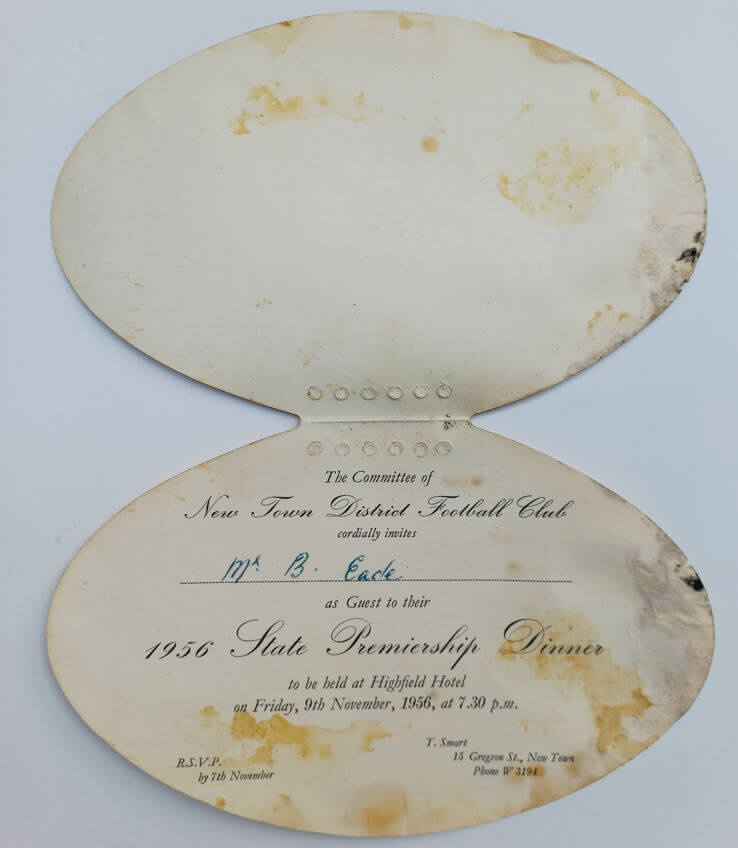 The Committee of
New Town District Football Club
cordially invites
Mr B. Eade
as Guest to their
1956 State Premiership Dinner
to be held at Highfield Hotel
on Friday, 9th November, 1956, at 7.30 p.m.
T. Smart
15 Gregson St., New Town
Phone W 3194
R.S.V.P.
by 7th November